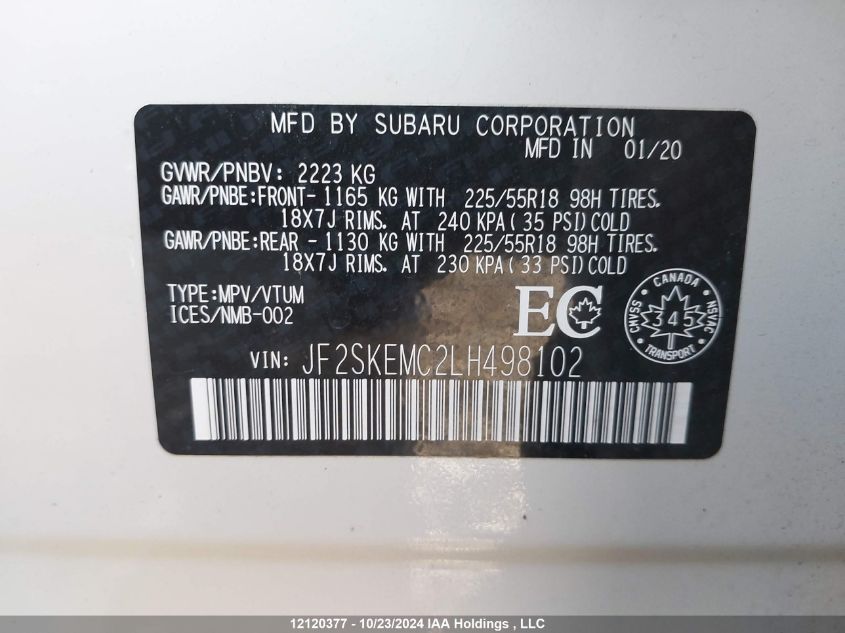 MFD BY SUBARU CORPORATION
MFD IN 01/20
GVWR/PNBV: 2223 KG
GAWR/PNBE:FRONT- 1165 KG WITH 225/55R18 98H TIRES.
18X7J RIMS. AT 240 KPA(35 PSI)COLD
GAWR/PNBE:REAR - 1130 KG WITH 225/55R18 98H TIRES.
18X7J RIMS. AT 230 KPA(33 PSI)COLD
TYPE:MPV/VTUM
ICES/NMB-002
EC
CANADA
CMVSS
345
NSVAC
TRANSPORT
VIN: JF2SKEMC2LH498102
12120377 - 10/23/2024 IAA Holdings , LLC